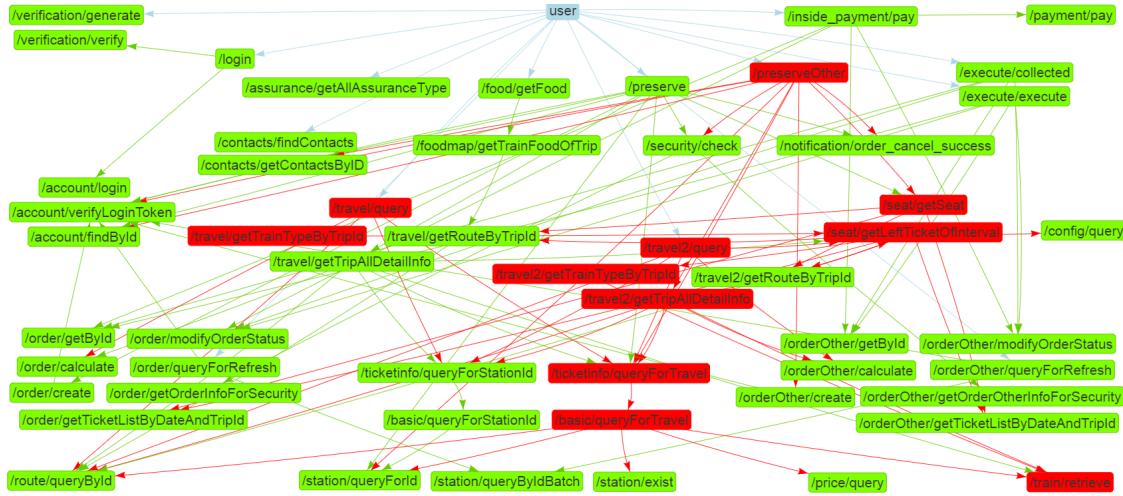 /verification/generate
user
/inside_payment/pay
/payment/pay
/verification/verify
/login
/assurance/getAllAssuranceType
/food/getFood
/preserve
/preserveOther
/execute/collected
/execute/execute
/contacts/findContacts
/contacts/getContactsByID
/foodmap/getTrainFoodOfTrip
/security/check
/notification/order_cancel_success
/account/login
/account/verifyLoginToken
/account/findById
/travel/query
/travel/getTrainTypeByTripId
/travel/getRouteByTripId
/seat/getSeat
/seat/getLeftTicketOfInterval
/config/query
/travel2/query
/travel/getTripAllDetailInfo
/travel2/getTrainTypeByTripId
/travel2/getRouteByTripId
/travel2/getTripAllDetailInfo
/order/getById
/order/modifyOrderStatus
/orderOther/getById
/orderOther/modifyOrderStatus
/order/calculate
/order/queryForRefresh
/ticketinfo/queryForStationId
/ticketinfo/queryForTravel
/orderOther/calculate
/orderOther/queryForRefresh
/order/create
/order/getOrderInfoForSecurity
/orderOther/create
/orderOther/getOrderOtherInfoForSecurity
/order/getTicketListByDateAndTripId
/basic/queryForStationId
/basic/queryForTravel
/orderOther/getTicketListByDateAndTripId
/route/queryById
/station/queryForId
/station/queryByIdBatch
/station/exist
/price/query
/train/retrieve